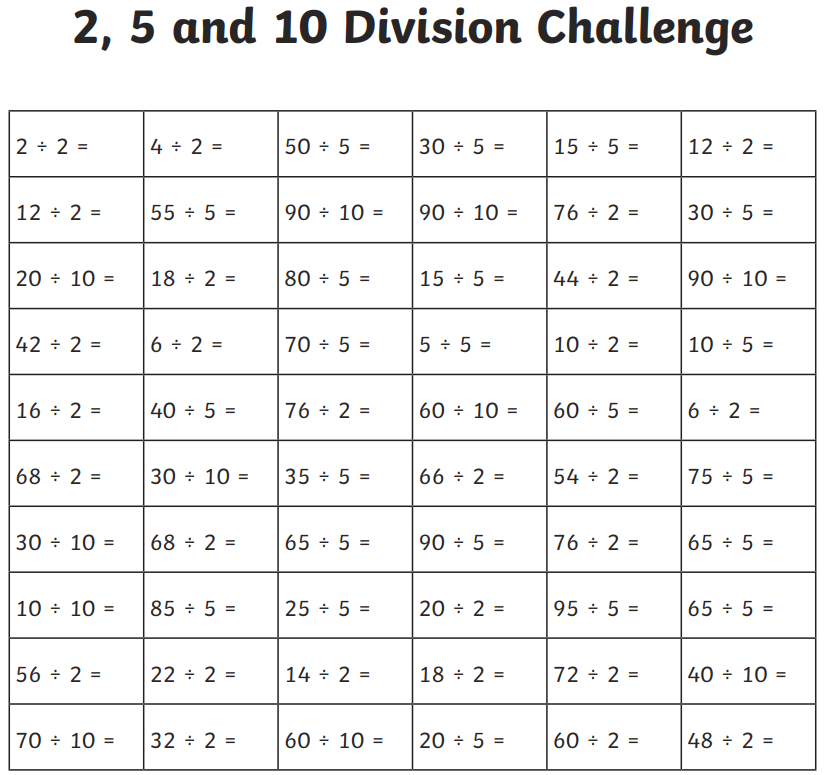 2, 5 and 10 Division Challenge
2 ÷ 2 = 4 ÷ 2 = 50 ÷ 5 = 30 ÷ 5 = 15 ÷ 5 = 12 ÷ 2 =
12 ÷ 2 = 55 ÷ 5 = 90 ÷ 10 = 90 ÷ 10 = 76 ÷ 2 = 30 ÷ 5 =
20 ÷ 10 = 18 ÷ 2 = 80 ÷ 5 = 15 ÷ 5 = 44 ÷ 2 = 90 ÷ 10 =
42 ÷ 2 = 6 ÷ 2 = 70 ÷ 5 = 5 ÷ 5 = 10 ÷ 2 = 10 ÷ 5 =
16 ÷ 2 = 40 ÷ 5 = 76 ÷ 2 = 60 ÷ 10 = 60 ÷ 5 = 6 ÷ 2 =
68 ÷ 2 = 30 ÷ 10 = 35 ÷ 5 = 66 ÷ 2 = 54 ÷ 2 = 75 ÷ 5 =
30 ÷ 10 = 68 ÷ 2 = 65 ÷ 5 = 90 ÷ 5 = 76 ÷ 2 = 65 ÷ 5 =
10 ÷ 10 = 85 ÷ 5 = 25 ÷ 5 = 20 ÷ 2 = 95 ÷ 5 = 65 ÷ 5 =
56 ÷ 2 = 22 ÷ 2 = 14 ÷ 2 = 18 ÷ 2 = 72 ÷ 2 = 40 ÷ 10 =
70 ÷ 10 = 32 ÷ 2 = 60 ÷ 10 = 20 ÷ 5 = 60 ÷ 2 = 48 ÷ 2 =